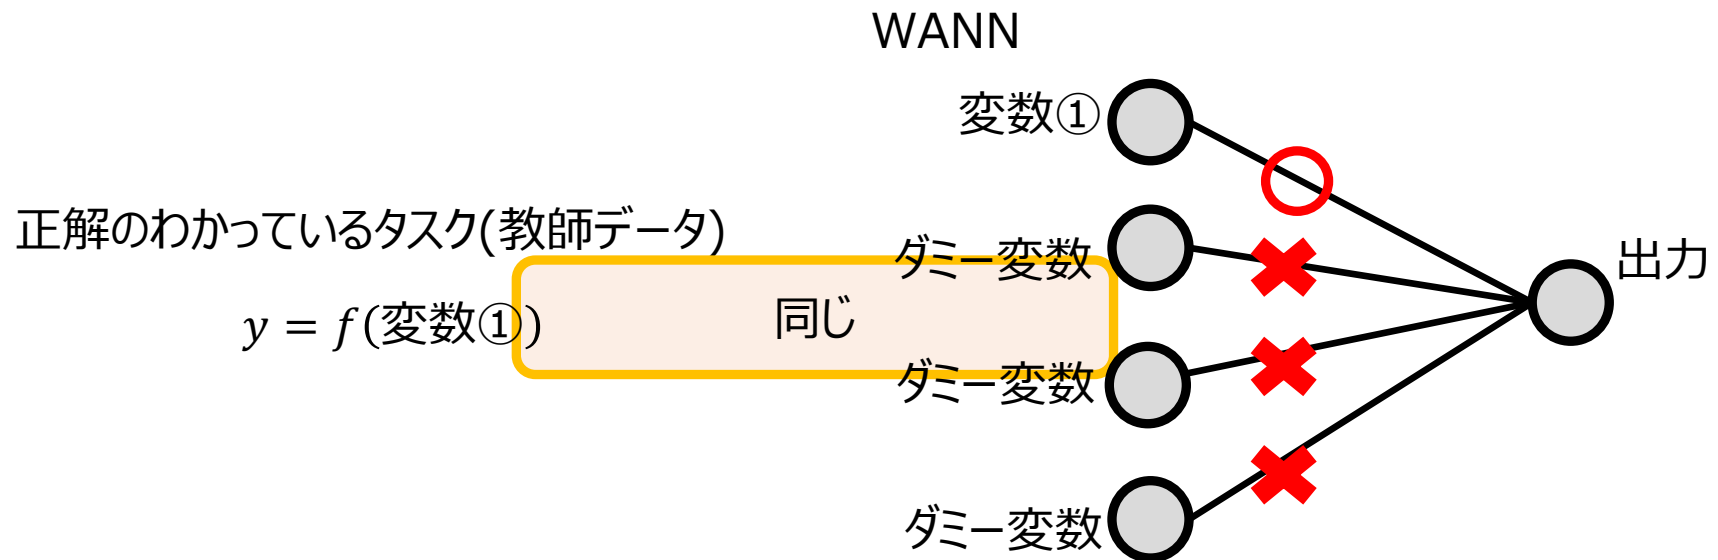 WANN
変数①
正解のわかっているタスク(教師データ)
ダミー変数
出力
y = f(変数①)
同じ
ダミー変数
ダミー変数